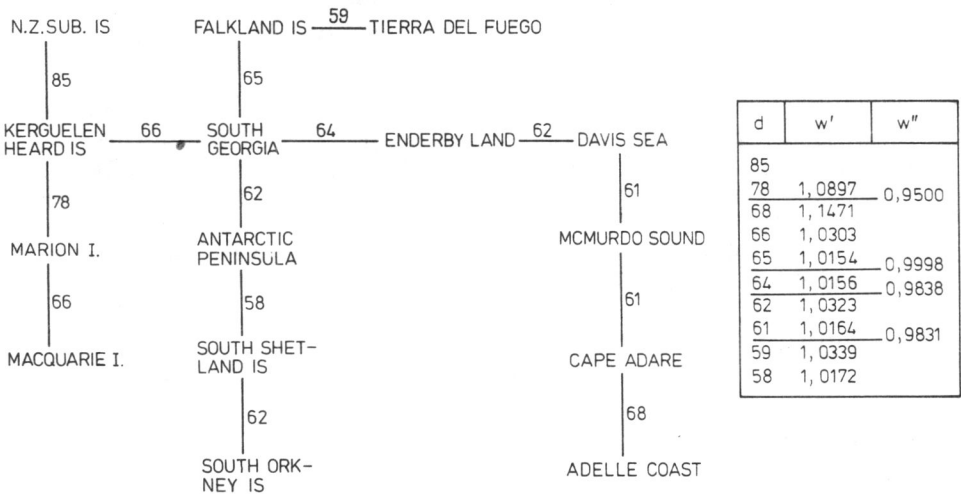 N.Z.SUB. IS
FALKLAND IS 59 TIERRA DEL FUEGO
85
65
KERGUELEN
HEARD IS
66
SOUTH
GEORGIA
64
ENDERBY LAND
62
DAVIS SEA
78
62
61
MARION I.
ANTARCTIC
PENINSULA
MCMURDO SOUND
66
58
61
MACQUARIE I.
SOUTH SHET–
LAND IS
CAPE ADARE
62
68
SOUTH ORK–
NEY IS
ADELLE COAST
d w' w"
85
78 1,0897 0,9500
68 1,1471
66 1,0303
65 1,0154 0,9998
64 1,0156 0,9838
62 1,0323
61 1,0164 0,9831
59 1,0339
58 1,0172